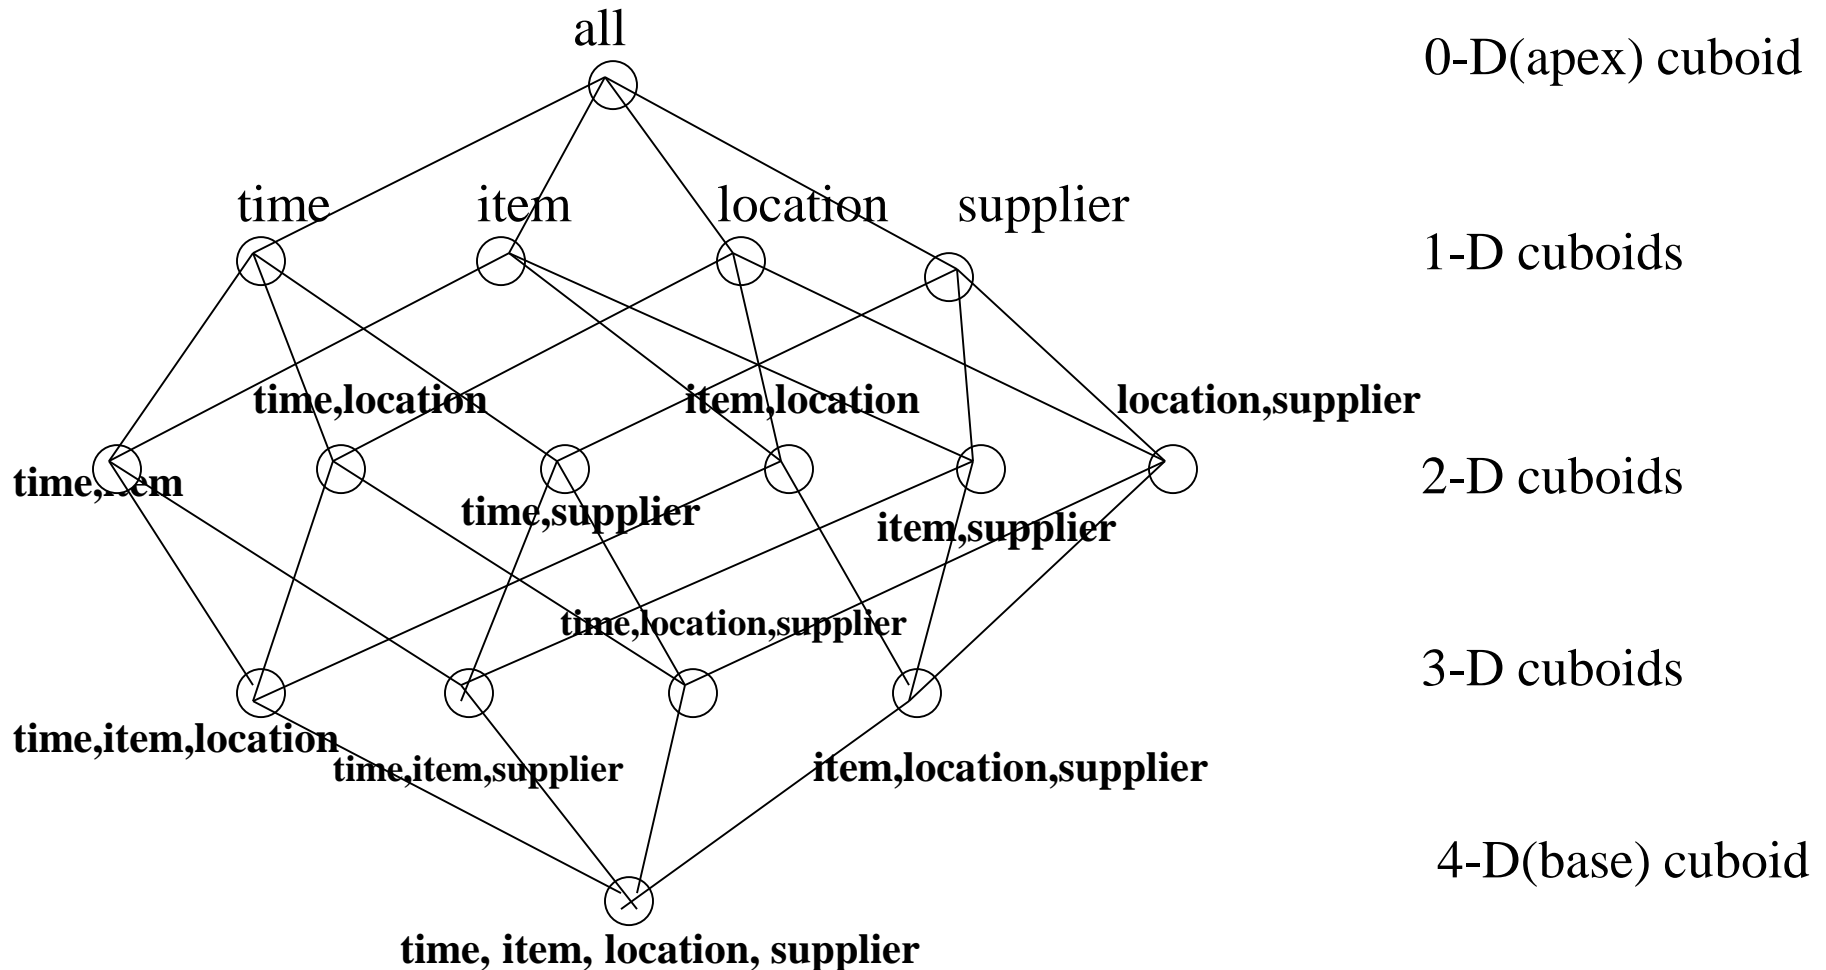 all
0-D(apex) cuboid
time
item
location
supplier
1-D cuboids
time,location
item,location
location,supplier
time,item
2-D cuboids
time,supplier
item,supplier
time,location,supplier
3-D cuboids
time,item,location
time,item,supplier
item,location,supplier
4-D(base) cuboid
time, item, location, supplier